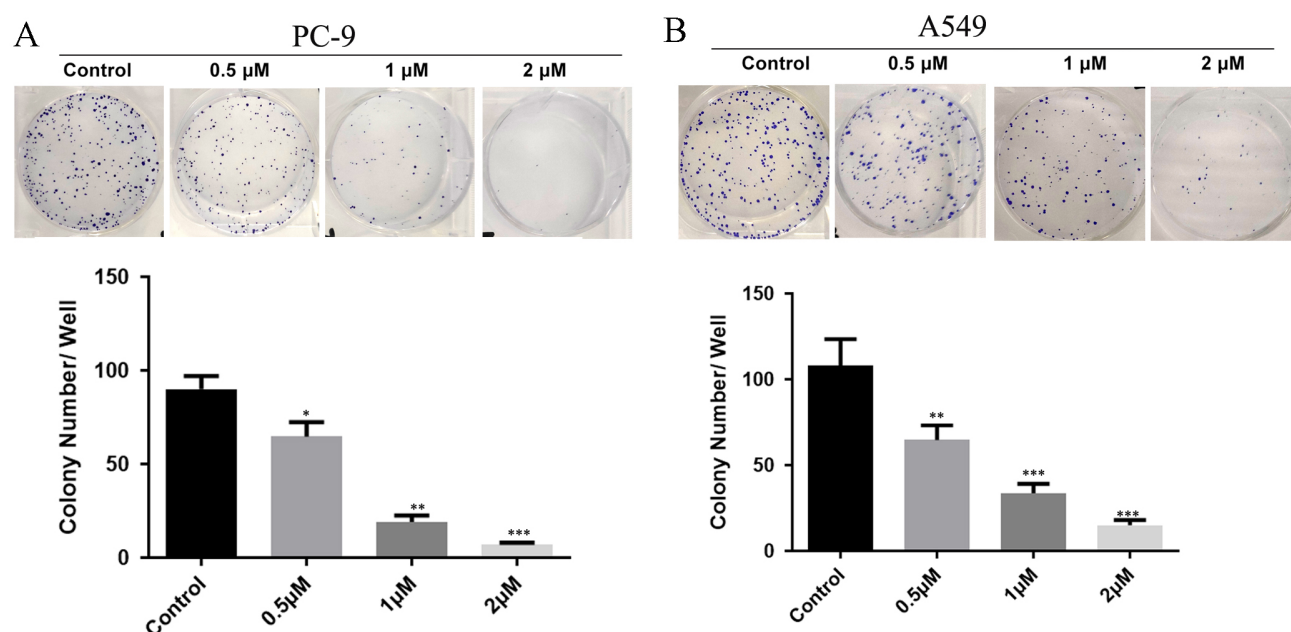 A
PC-9
Control 0.5 μM 1 μM 2 μM
150
100
50
0
Colony Number/ Well
*
**
***
Control 0.5μM 1μM 2μM
B
A549
Control 0.5 μM 1 μM 2 μM
150
100
50
0
Colony Number/ Well
**
***
***
Control 0.5μM 1μM 2μM